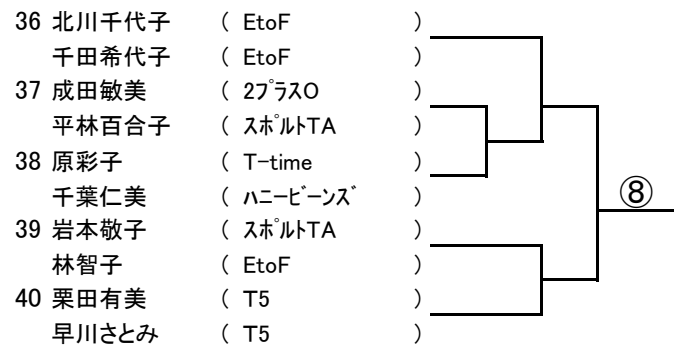 36 北川千代子 ( EtoF )
千田希代子 ( EtoF )
37 成田敏美 ( 2プラスO )
平林百合子 ( スポルトTA )
38 原彩子 ( T-time )
千葉仁美 ( ハニービーンズ )
39 岩本敬子 ( スポルトTA )
林智子 ( EtoF )
40 栗田有美 ( T5 )
早川さとみ ( T5 )
⑧